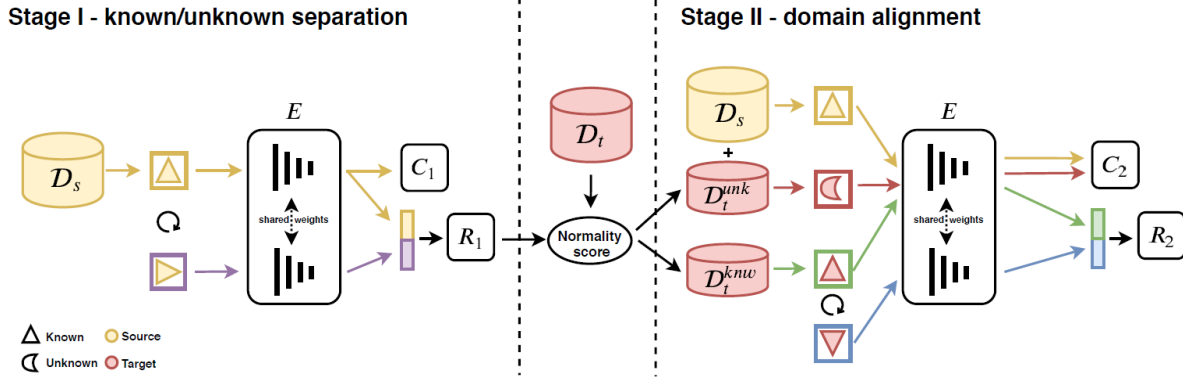 Stage I - known/unknown separation
Stage II - domain alignment
E
D_s
shared weights
C_1
R_1
Known
Source
Unknown
Target
D_t
Normality
score
D_s
+
D_t^{unk}
D_t^{knw}
E
shared weights
C_2
R_2